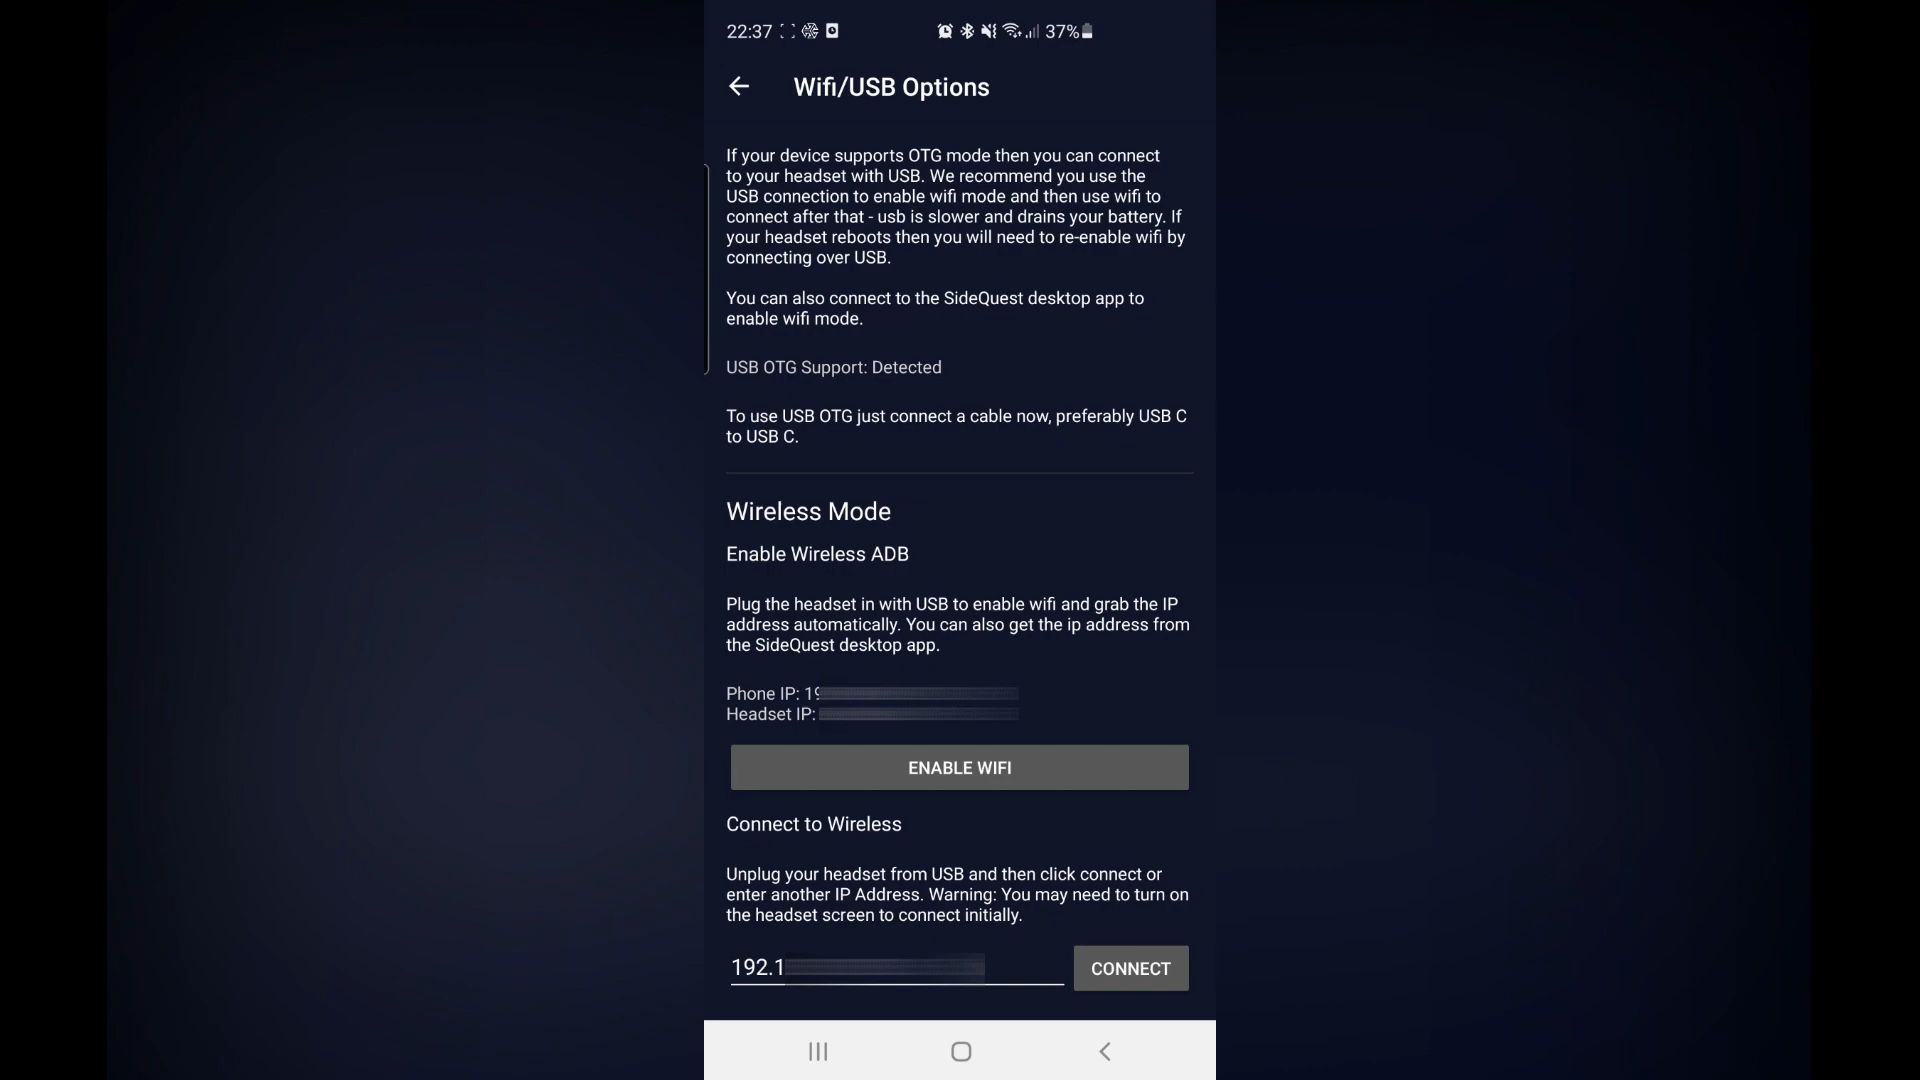 22:37 37%
Wifi/USB Options
If your device supports OTG mode then you can connect
to your headset with USB. We recommend you use the
USB connection to enable wifi mode and then use wifi to
connect after that - usb is slower and drains your battery. If
your headset reboots then you will need to re-enable wifi by
connecting over USB.
You can also connect to the SideQuest desktop app to
enable wifi mode.
USB OTG Support: Detected
To use USB OTG just connect a cable now, preferably USB C
to USB C.
Wireless Mode
Enable Wireless ADB
Plug the headset in with USB to enable wifi and grab the IP
address automatically. You can also get the ip address from
the SideQuest desktop app.
Phone IP:
Headset IP:
ENABLE WIFI
Connect to Wireless
Unplug your headset from USB and then click connect or
enter another IP Address. Warning: You may need to turn on
the headset screen to connect initially.
192.1
CONNECT